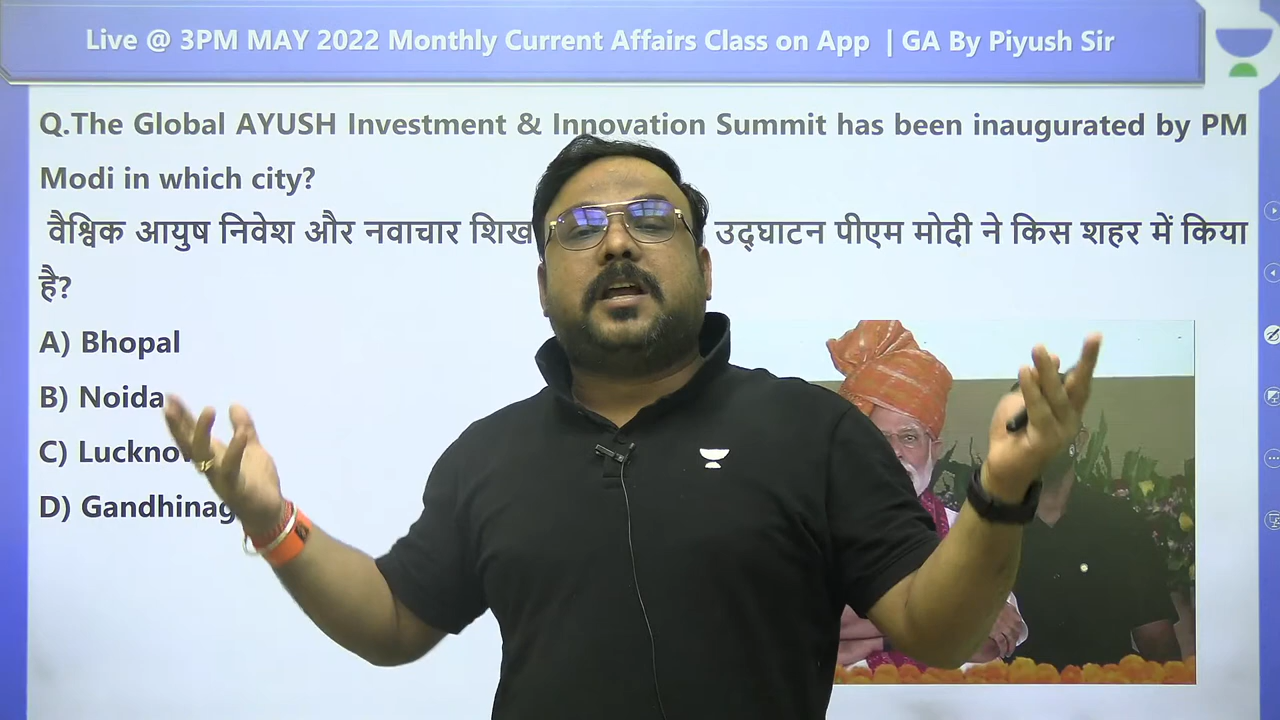 Live @ 3PM MAY 2022 Monthly Current Affairs Class on App | GA By Piyush Sir
Q.The Global AYUSH Investment & Innovation Summit has been inaugurated by PM
Modi in which city?
वैश्विक आयुष निवेश और नवाचार उद्घाटन पीएम मोदी ने किस शहर में किया
है?
A) Bhopal
B) Noida
C)
D)